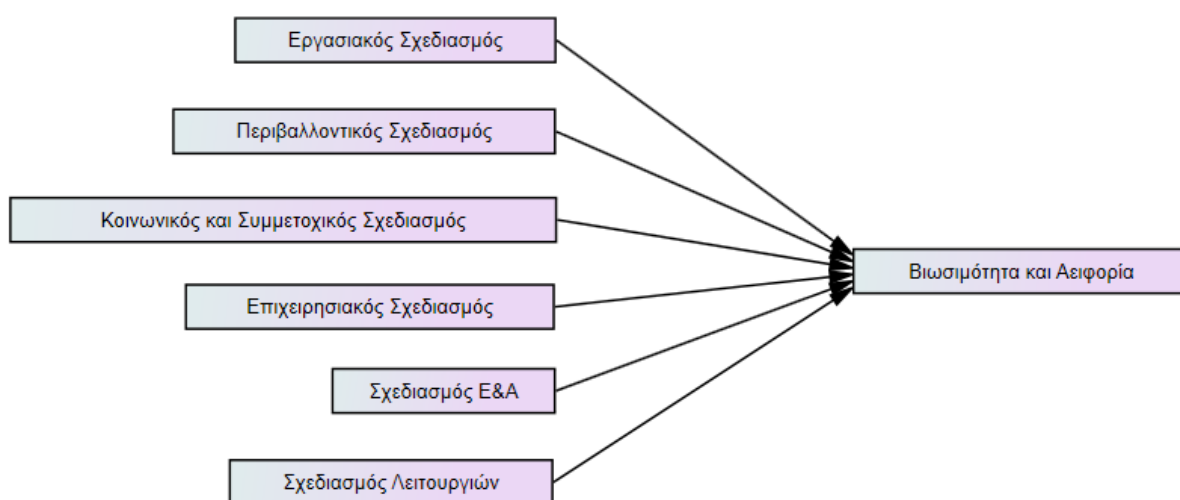 Εργασιακός Σχεδιασμός
Περιβαλλοντικός Σχεδιασμός
Κοινωνικός και Συμμετοχικός Σχεδιασμός
Βιωσιμότητα και Αειφορία
Επιχειρησιακός Σχεδιασμός
Σχεδιασμός Ε&Α
Σχεδιασμός Λειτουργιών